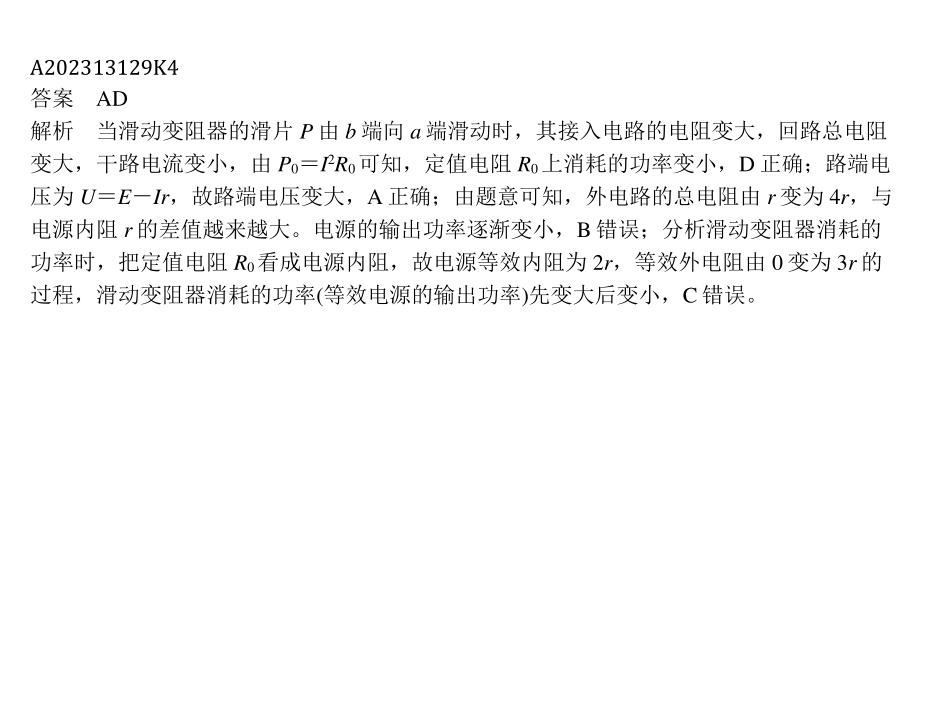 A202313129K4
答案　AD
解析　当滑动变阻器的滑片 P 由 b 端向 a 端滑动时，其接入电路的电阻变大，回路总电阻
变大，干路电流变小，由 P₀＝I²R₀可知，定值电阻 R₀上消耗的功率变小，D 正确；路端电
压为 U＝E－Ir，故路端电压变大，A 正确；由题意可知，外电路的总电阻由 r 变为 4r，与
电源内阻 r 的差值越来越大。电源的输出功率逐渐变小，B 错误；分析滑动变阻器消耗的
功率时，把定值电阻 R₀看成电源内阻，故电源等效内阻为 2r，等效外电阻由 0 变为 3r 的
过程，滑动变阻器消耗的功率(等效电源的输出功率)先变大后变小，C 错误。